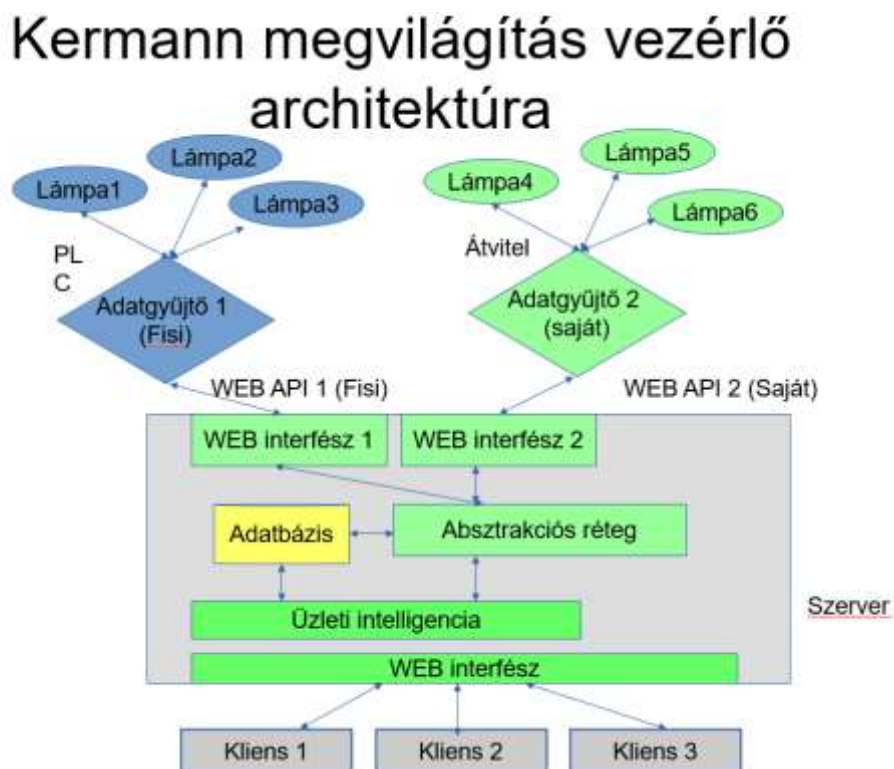 Kermann megvilágítás vezérlő
architektúra
Lámpa1
Lámpa2
Lámpa3
Lámpa4
Lámpa5
Lámpa6
PL
C
Átvitel
Adatgyűjtő 1
(Fisi)
Adatgyűjtő 2
(saját)
WEB API 1 (Fisi)
WEB API 2 (Saját)
WEB interfész 1
WEB interfész 2
Adatbázis
Absztrakciós réteg
Üzleti intelligencia
Szerver
WEB interfész
Kliens 1
Kliens 2
Kliens 3